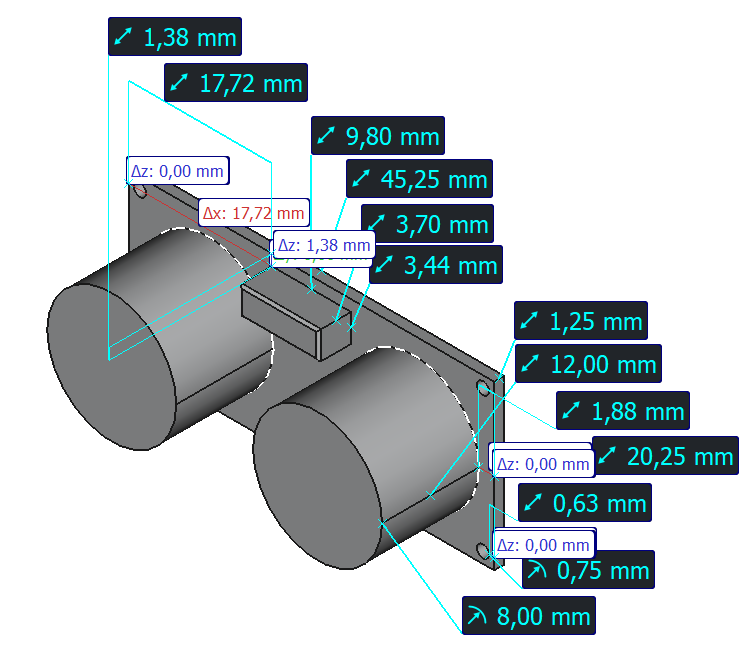 1,38 mm
17,72 mm
9,80 mm
Δz: 0,00 mm
45,25 mm
Δx: 17,72 mm
3,70 mm
Δz: 1,38 mm
3,44 mm
1,25 mm
12,00 mm
1,88 mm
20,25 mm
Δz: 0,00 mm
0,63 mm
Δz: 0,00 mm
0,75 mm
8,00 mm